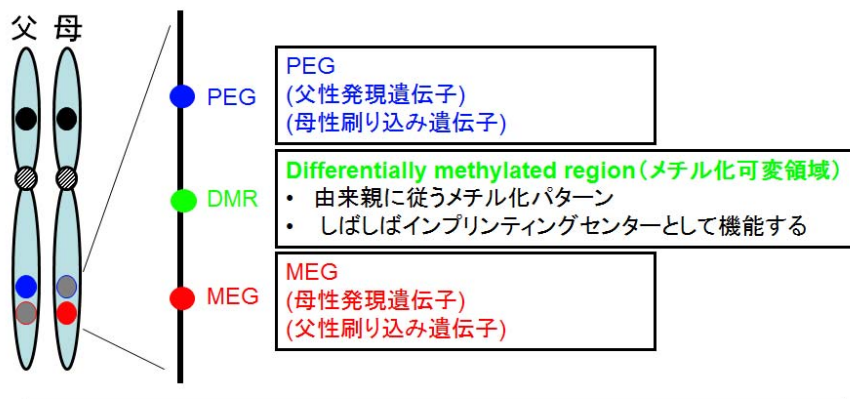 父 母
PEG
PEG
(父性発現遺伝子)
(母性刷り込み遺伝子)
DMR
Differentially methylated region(メチル化可変領域)
• 由来親に従うメチル化パターン
• しばしばインプリンティングセンターとして機能する
MEG
MEG
(母性発現遺伝子)
(父性刷り込み遺伝子)